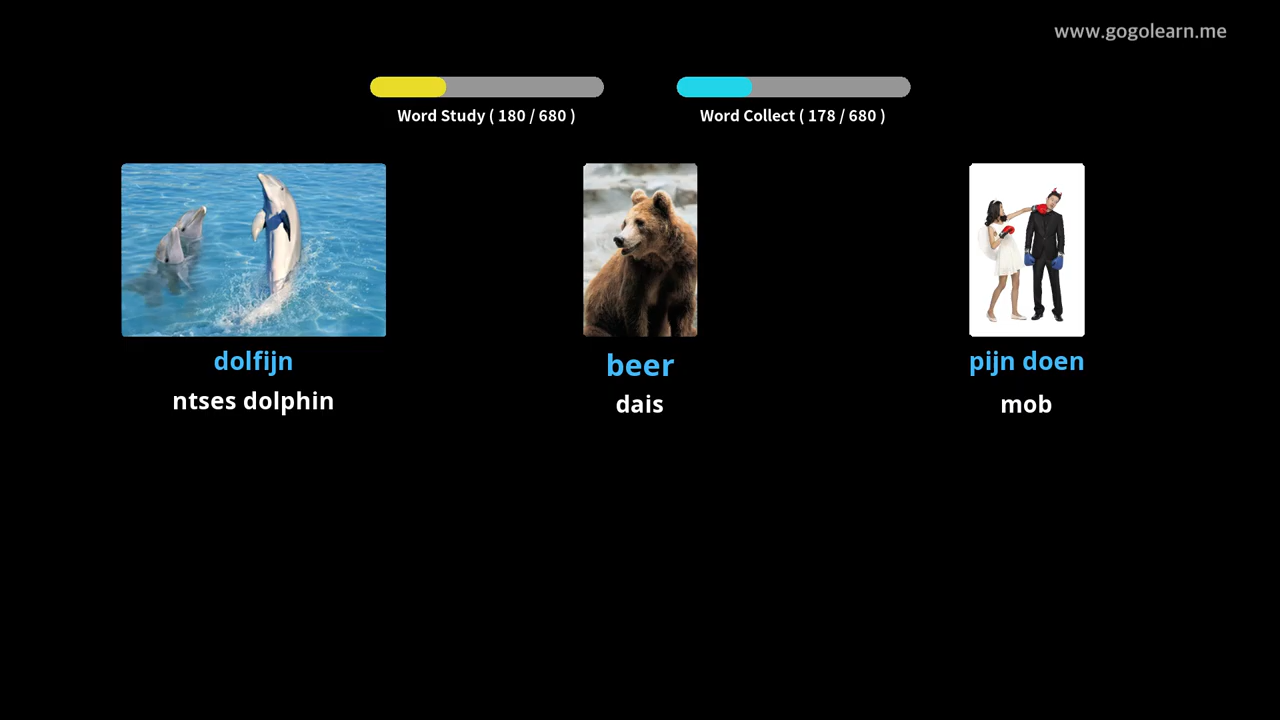 www.gogolearn.me
Word Study ( 180 / 680 )
Word Collect ( 178 / 680 )
dolfijn
ntses dolphin
beer
dais
pijn doen
mob